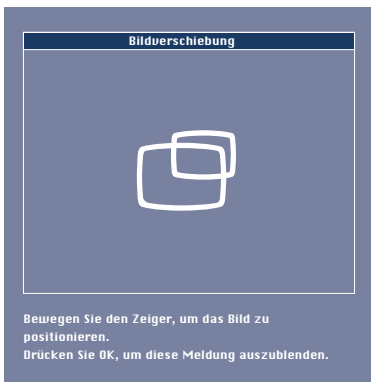 Bildverschiebung
Bewegen Sie den Zeiger, um das Bild zu
positionieren.
Drücken Sie OK, um diese Meldung auszublenden.